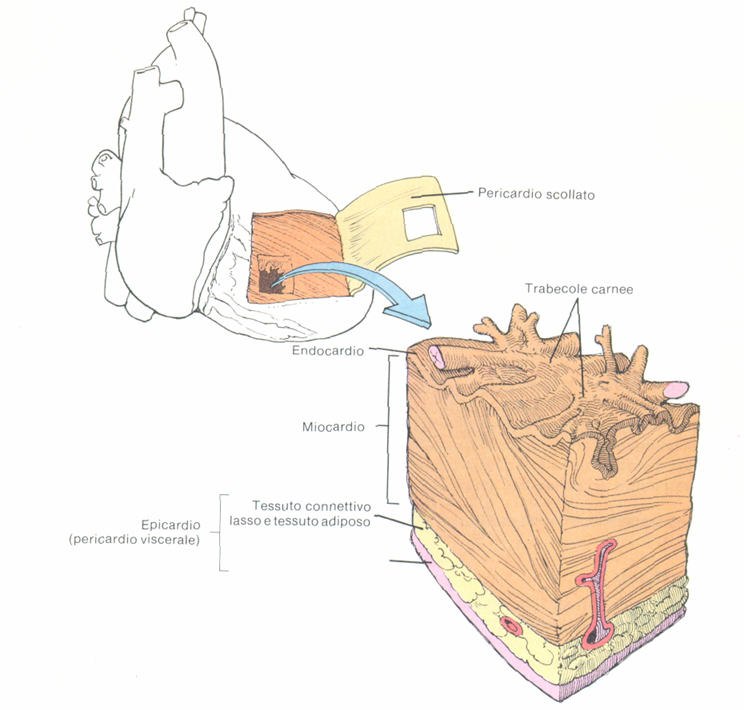 Pericardio scollato
Trabecole carnee
Endocardio
Miocardio
Tessuto connettivo
lasso e tessuto adiposo
Epicardio
(pericardio viscerale)